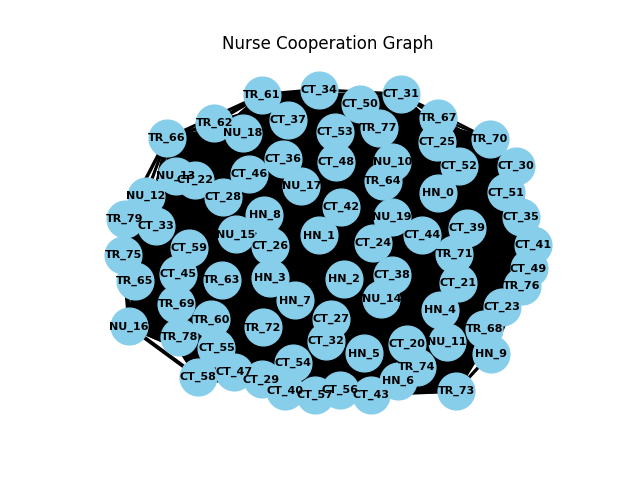 Nurse Cooperation Graph
CT_34
TR_61
CT_31
CT_50
TR_67
CT_37
TR_62
TR_77
NU_18
CT_53
TR_66
TR_70
CT_25
CT_36
CT_48
NU_10
CT_52
CT_30
CT_46
NU_13
CT_22
TR_64
NU_17
HN_0
CT_51
NU_12
CT_28
CT_42
HN_8
NU_19
CT_35
TR_79
CT_33
CT_39
NU_15
HN_1
CT_44
CT_24
CT_41
CT_26
CT_59
TR_71
TR_75
CT_49
CT_45
CT_38
HN_3
HN_2
TR_63
TR_65
CT_21
TR_76
NU_14
HN_7
TR_69
CT_23
HN_4
CT_27
TR_60
NU_16
TR_72
TR_68
TR_78
CT_32
NU_11
CT_20
CT_55
HN_5
HN_9
CT_54
TR_74
CT_47
CT_58
CT_29
HN_6
CT_40
CT_56
TR_73
CT_57
CT_43